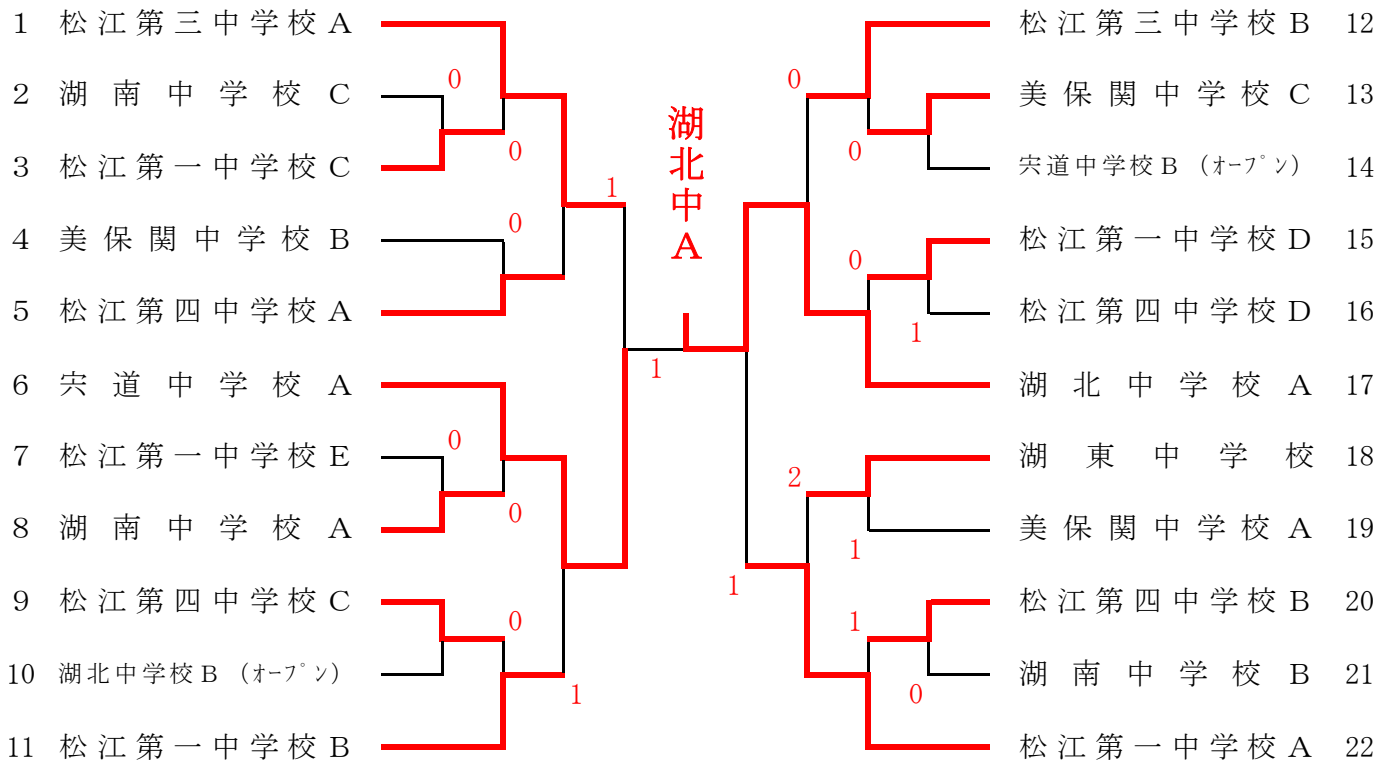 1 松江第三中学校A
2 湖南中学校C
3 松江第一中学校C
4 美保関中学校B
5 松江第四中学校A
6 宍道中学校A
7 松江第一中学校E
8 湖南中学校A
9 松江第四中学校C
10 湖北中学校B (オープン)
11 松江第一中学校B
0
0
1
0
0
0
0
1
湖北中A
1
0
0
0
1
2
1
1
1
0
松江第三中学校B 12
美保関中学校C 13
宍道中学校B (オープン) 14
松江第一中学校D 15
松江第四中学校D 16
湖北中学校A 17
湖東中学校 18
美保関中学校A 19
松江第四中学校B 20
湖南中学校B 21
松江第一中学校A 22